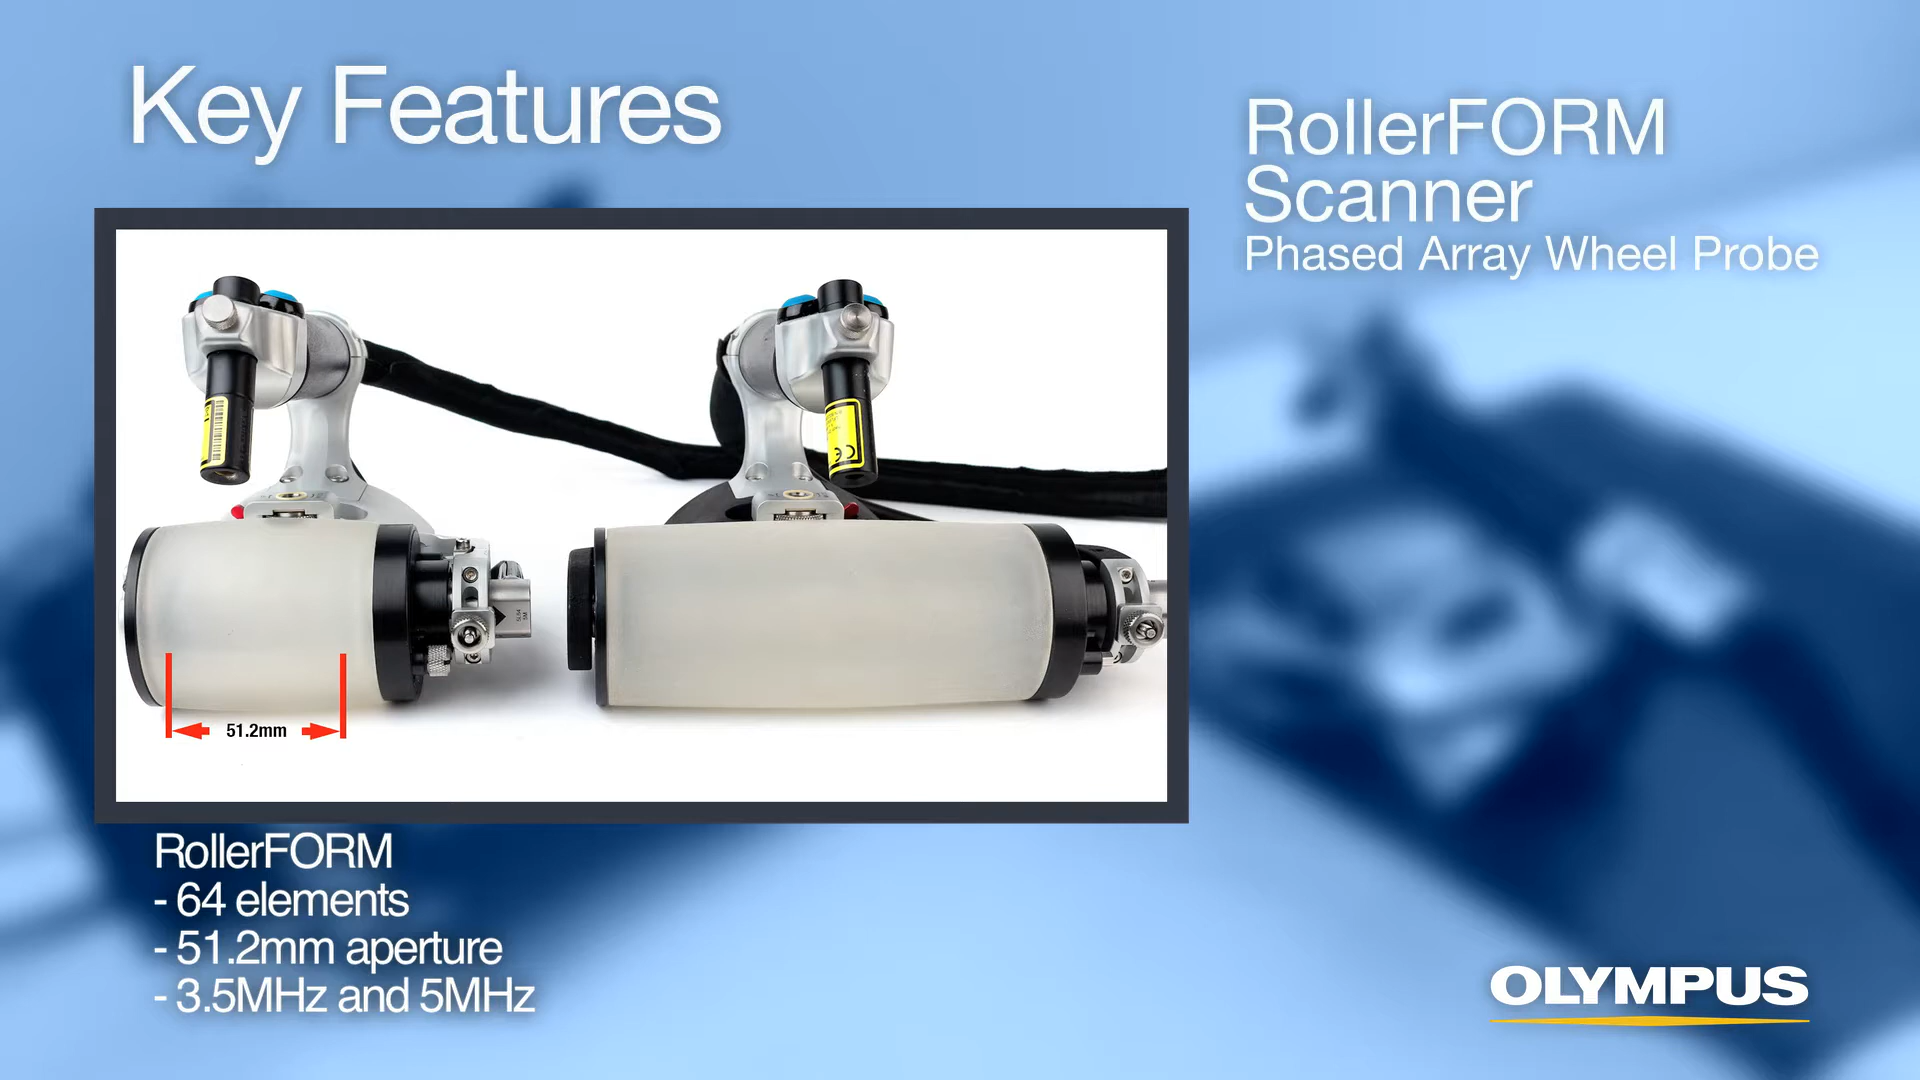 Key Features
RollerFORM
Scanner
Phased Array Wheel Probe
51.2mm
RollerFORM
- 64 elements
- 51.2mm aperture
- 3.5MHz and 5MHz
OLYMPUS